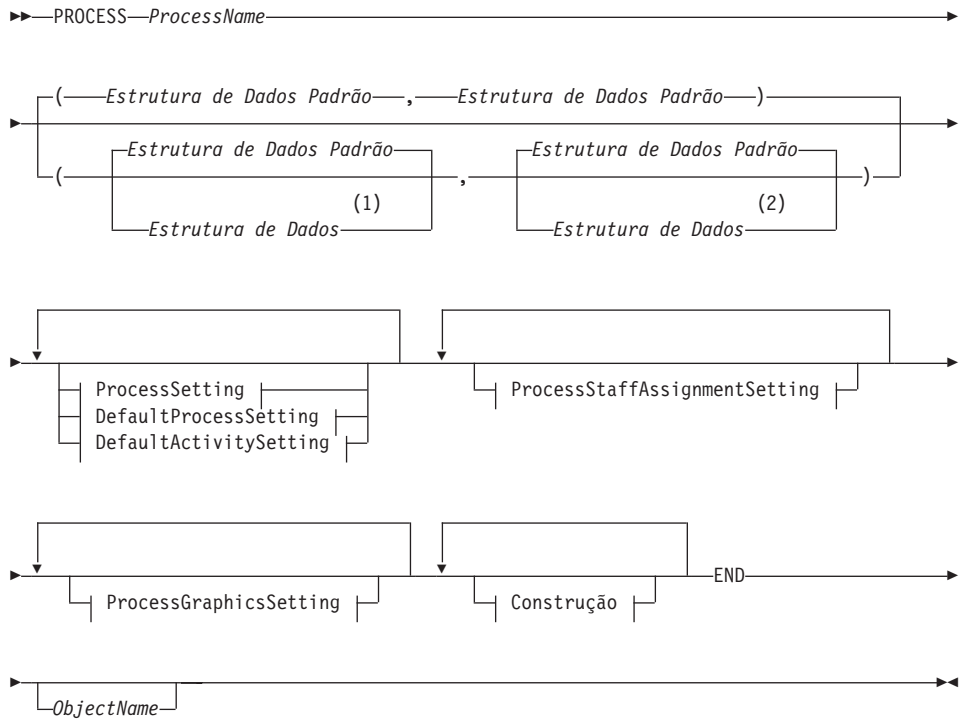 PROCESS ProcessName
( Estrutura de Dados Padrão , Estrutura de Dados Padrão )
Estrutura de Dados Padrão Estrutura de Dados Padrão
( , )
(1) (2)
Estrutura de Dados Estrutura de Dados
ProcessSetting ProcessStaffAssignmentSetting
DefaultProcessSetting
DefaultActivitySetting
END
ProcessGraphicsSetting Construção
ObjectName